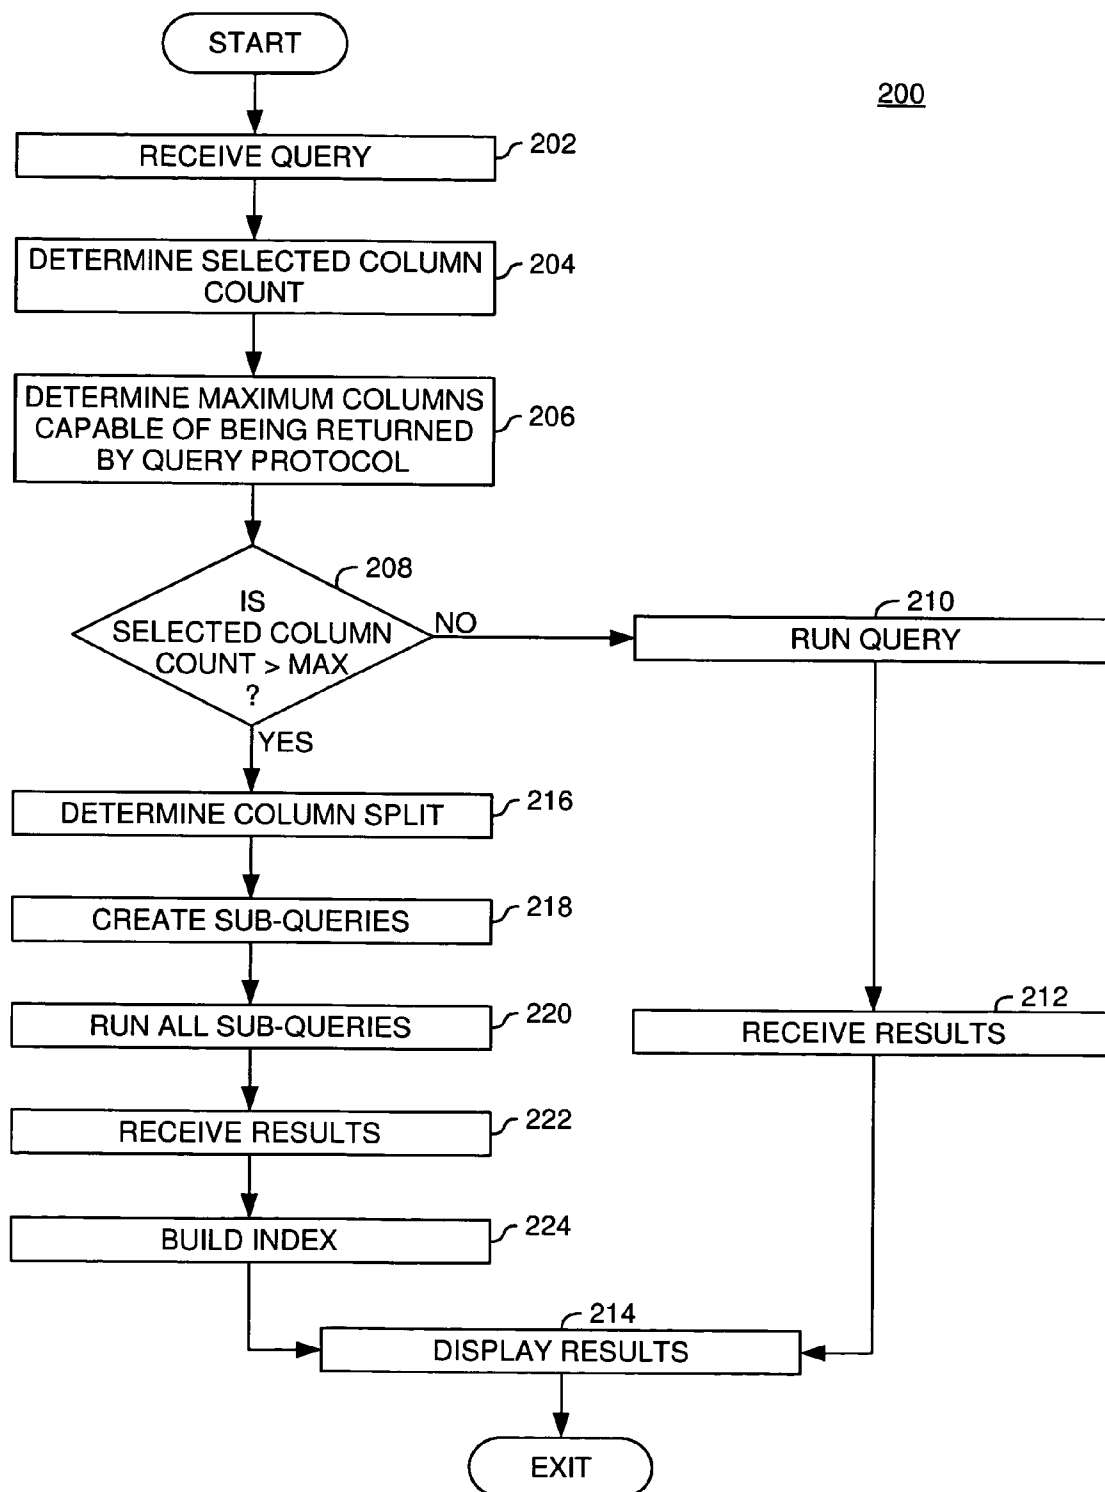 START
200
RECEIVE QUERY
202
DETERMINE SELECTED COLUMN
COUNT
204
DETERMINE MAXIMUM COLUMNS
CAPABLE OF BEING RETURNED
BY QUERY PROTOCOL
206
208
IS
SELECTED COLUMN
COUNT > MAX
?
NO
YES
210
RUN QUERY
DETERMINE COLUMN SPLIT
216
CREATE SUB-QUERIES
218
RUN ALL SUB-QUERIES
220
212
RECEIVE RESULTS
RECEIVE RESULTS
222
BUILD INDEX
224
214
DISPLAY RESULTS
EXIT